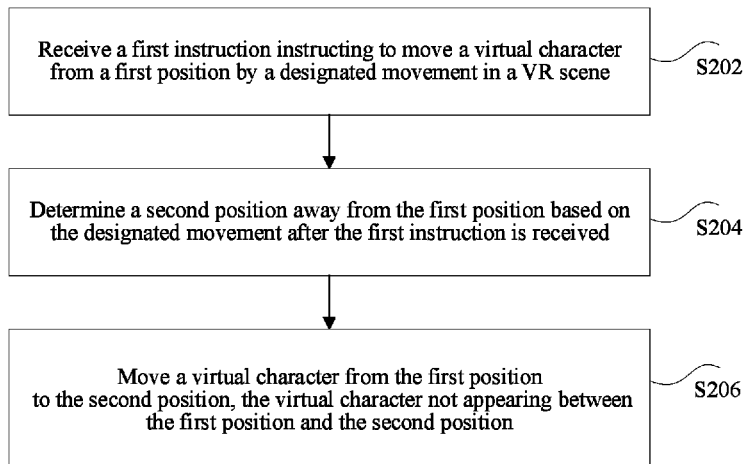 Receive a first instruction instructing to move a virtual character
from a first position by a designated movement in a VR scene
S202
Determine a second position away from the first position based on
the designated movement after the first instruction is received
S204
Move a virtual character from the first position
to the second position, the virtual character not appearing between
the first position and the second position
S206